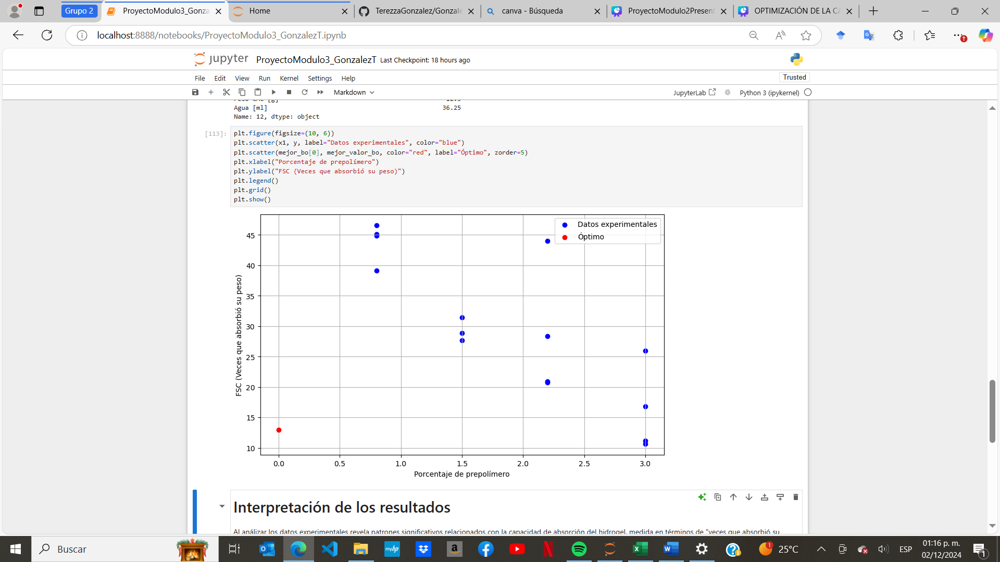 Grupo 2
ProyectoModulo3_Gonza
Home
TerezzaGonzalez/Gonzale
canva - Búsqueda
ProyectoModulo2Present
OPTIMIZACIÓN DE LA CA
localhost:8888/notebooks/ProyectoModulo3_GonzalezT.ipynb
jupyter ProyectoModulo3_GonzalezT Last Checkpoint: 18 hours ago
File Edit View Run Kernel Settings Help
Trusted
Markdown
JupyterLab
Python 3 (ipykernel)
Agua [ml] 36.25
Name: 12, dtype: object
[113]:
plt.figure(figsize=(10, 6))
plt.scatter(x1, y, label="Datos experimentales", color="blue")
plt.scatter(mejor_bo[0], mejor_valor_bo, color="red", label="Óptimo", zorder=5)
plt.xlabel("Porcentaje de prepolímero")
plt.ylabel("FSC (Veces que absorbió su peso)")
plt.legend()
plt.grid()
plt.show()
Datos experimentales
Óptimo
FSC (Veces que absorbió su peso)
45
40
35
30
25
20
15
10
0.0 0.5 1.0 1.5 2.0 2.5 3.0
Porcentaje de prepolímero
Interpretación de los resultados
Al análizar los datos experimentales revela patrones significativos relacionados con la capacidad de absorción del hidrogel, medida en términos de "veces que absorbió su
Buscar
myhp
1
25°C
ESP
01:16 p. m.
02/12/2024
1